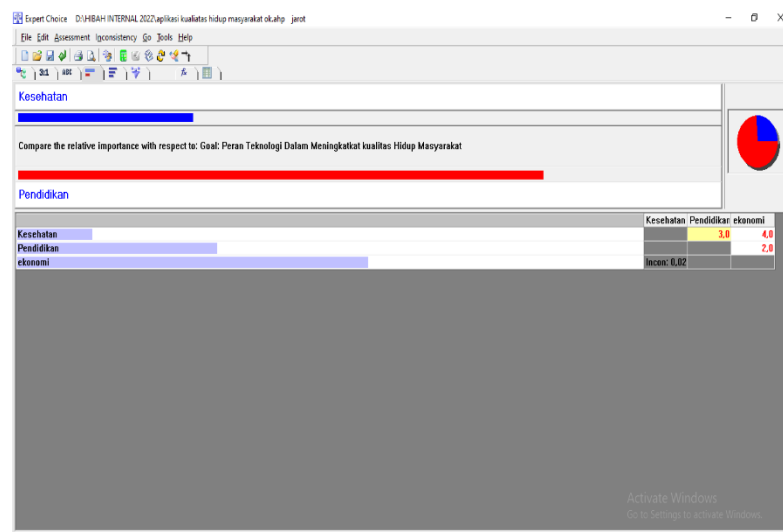 Expert Choice D:\HIBAH INTERNAL 2022\aplikasi kualiatas hidup masyarakat ok.ahp jarot
File Edit Assessment Inconsistency Go Tools Help
3:1 ABC
Kesehatan
Compare the relative importance with respect to: Goal: Peran Teknologi Dalam Meningkatkat kualitas Hidup Masyarakat
Pendidikan
Kesehatan Pendidikan ekonomi
Kesehatan 3,0 4,0
Pendidikan 2,0
ekonomi Incon: 0,02
Activate Windows
Go to Settings to activate Windows.